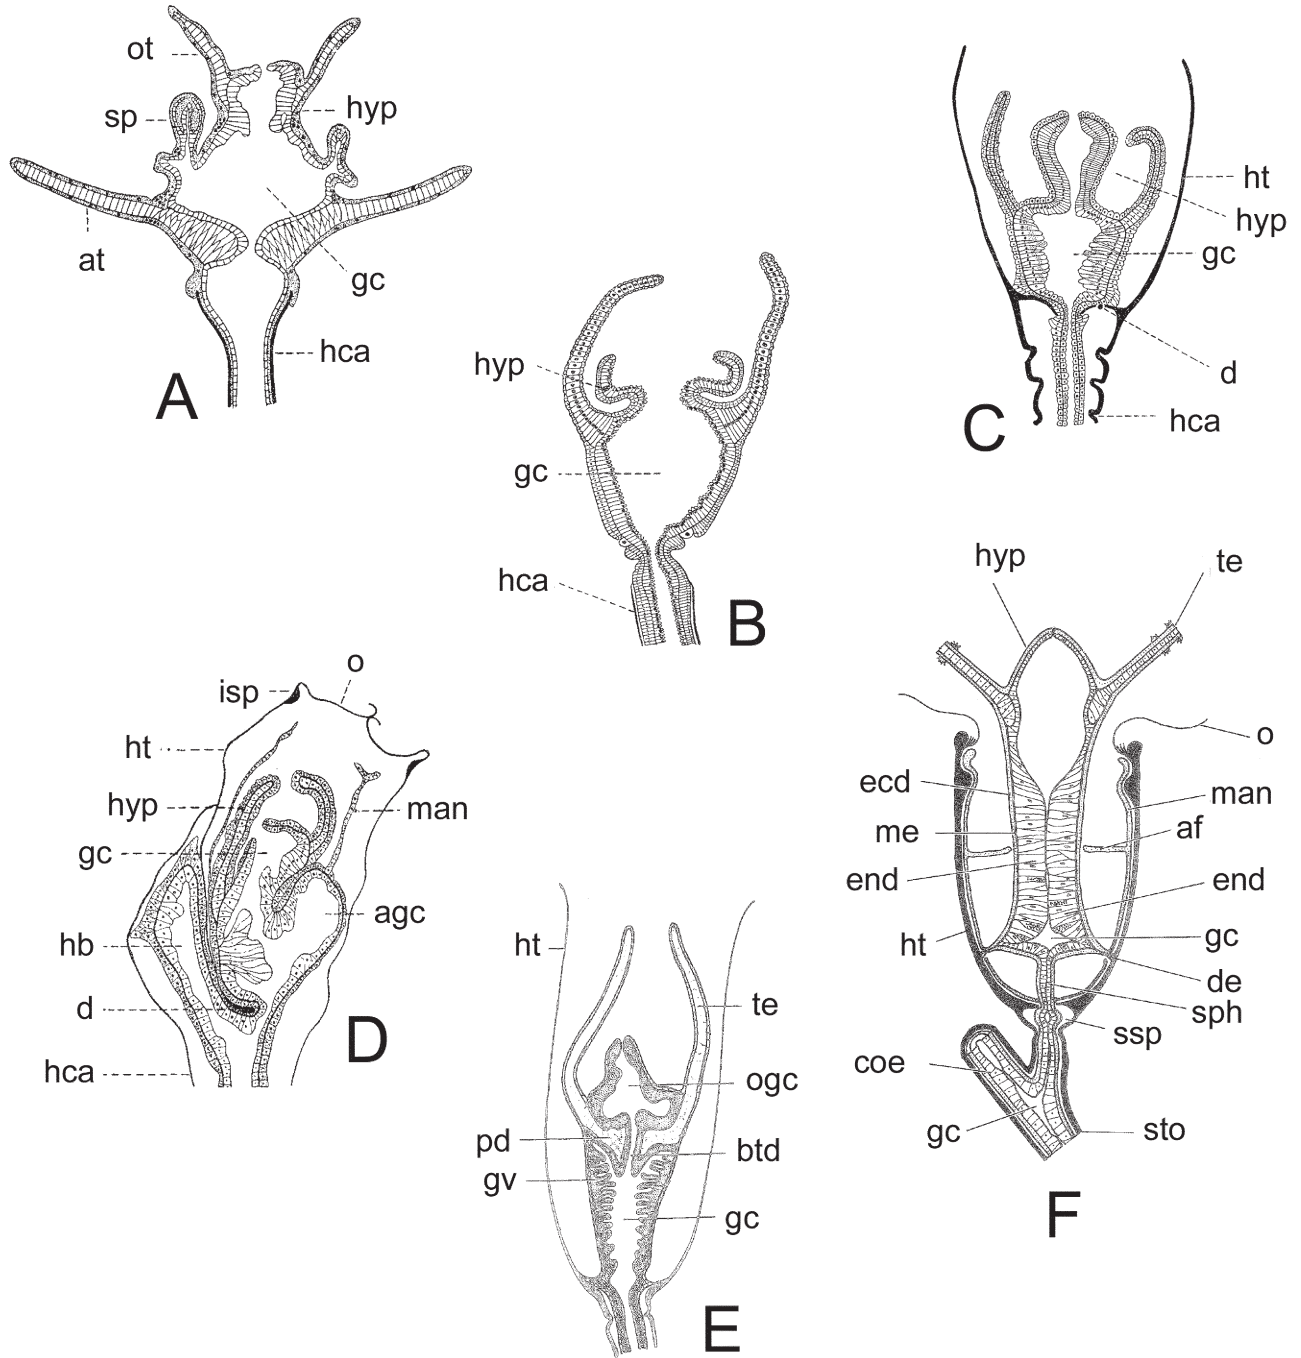 ot
sp
hyp
at
gc
hca
A
hyp
gc
hca
B
ht
hyp
gc
d
hca
C
o
isp
ht
hyp
man
gc
agc
hb
d
hca
D
ht
te
ogc
pd
btd
gv
gc
E
hyp
te
o
ecd
man
me
af
end
end
ht
gc
de
sph
ssp
coe
gc
sto
F